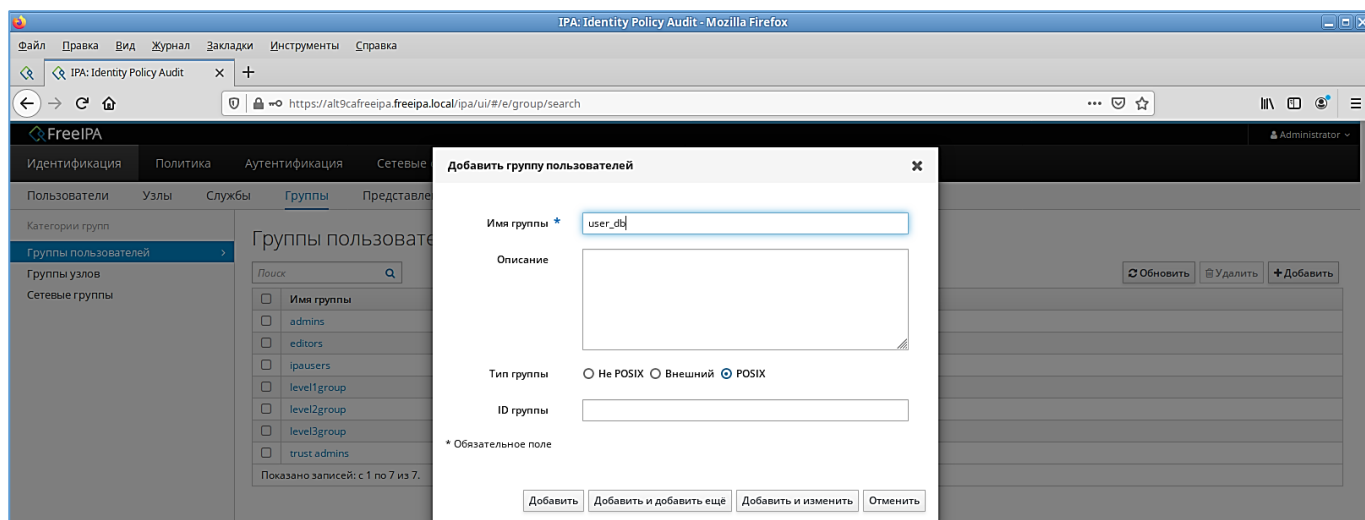 IPA: Identity Policy Audit - Mozilla Firefox
Файл Правка Вид Журнал Закладки Инструменты Справка
IPA: Identity Policy Audit
https://alt9cafreeipa.freeipa.local/ipa/ui/#/e/group/search
FreeIPA Administrator
Идентификация Политика Аутентификация Сетевые
Пользователи Узлы Службы Группы Представле
Категории групп
Группы пользователей
Группы узлов
Сетевые группы
Группы пользовате
Поиск
Обновить Удалить +Добавить
Имя группы
admins
editors
ipausers
level1group
level2group
level3group
trust admins
Показано записей: с 1 по 7 из 7.
Добавить группу пользователей
Имя группы * user_db
Описание
Тип группы Не POSIX Внешний POSIX
ID группы
* Обязательное поле
Добавить Добавить и добавить ещё Добавить и изменить Отменить